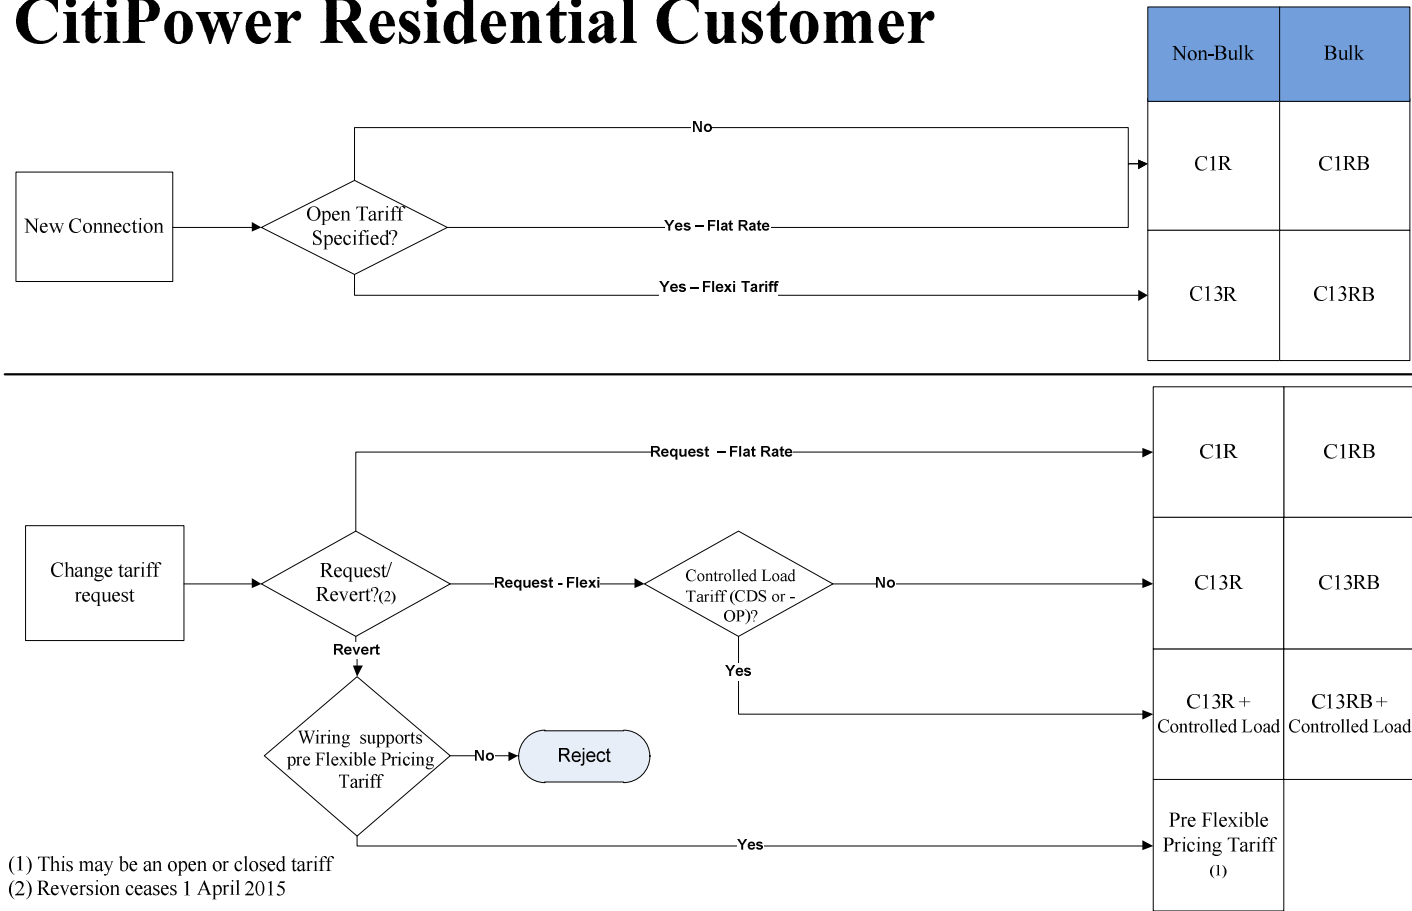 CitiPower Residential Customer
Non-Bulk
Bulk
No
C1R
C1RB
New Connection
Open Tariff
Specified?
Yes – Flat Rate
Yes – Flexi Tariff
C13R
C13RB
Request – Flat Rate
C1R
C1RB
Change tariff
request
Request/
Revert?(2)
Request - Flexi
Controlled Load
Tariff (CDS or -
OP)?
No
C13R
C13RB
Revert
Yes
C13R +
Controlled Load
C13RB +
Controlled Load
Wiring supports
pre Flexible Pricing
Tariff
No
Reject
Yes
Pre Flexible
Pricing Tariff
(1)
(1) This may be an open or closed tariff
(2) Reversion ceases 1 April 2015